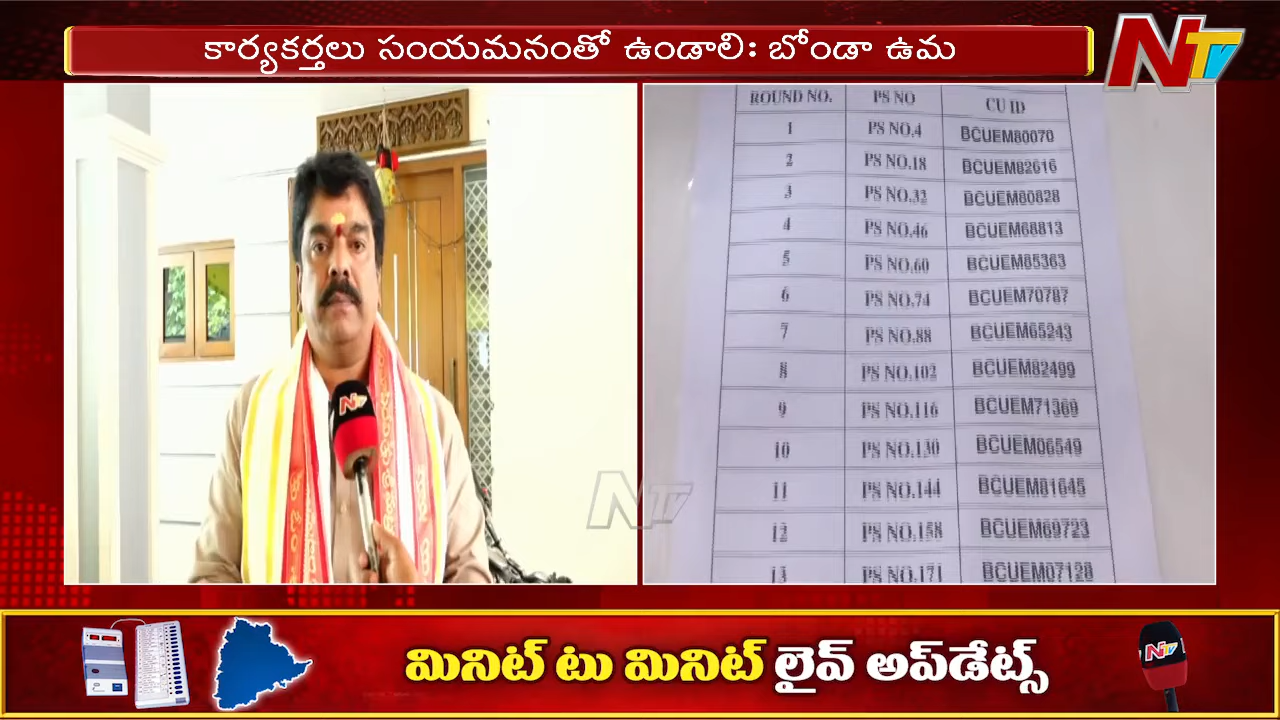 కార్యకర్తలు సంయమనంతో ఉండాలి: బోండా ఉమ
NTV
NTV
ROUND NO. PS NO CU ID
1 PS NO.4 BCUEM80070
2 PS NO.18 BCUEM82616
3 PS NO.32 BCUEM80828
4 PS NO.46 BCUEM68813
5 PS NO.60 BCUEM85363
6 PS NO.74 BCUEM70787
7 PS NO.88 BCUEM65243
8 PS NO.102 BCUEM82499
9 PS NO.116 BCUEM71369
10 PS NO.130 BCUEM06549
11 PS NO.144 BCUEM81645
12 PS NO.158 BCUEM69723
13 PS NO.171 BCUEM07128
NTV
మినిట్ టు మినిట్ లైవ్ అప్‌డేట్స్
NTV